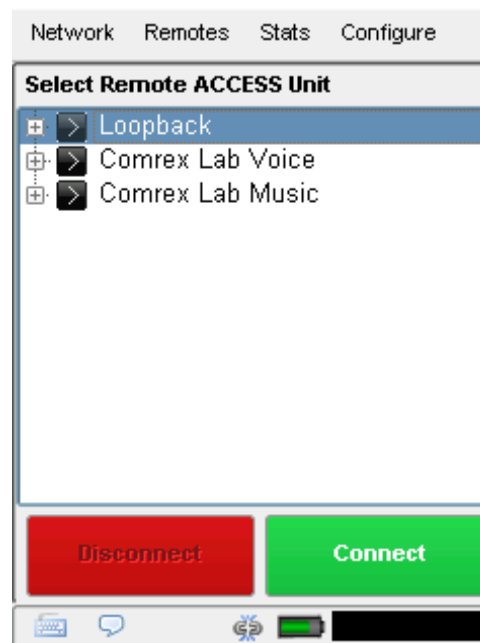 Network Remotes Stats Configure
Select Remote ACCESS Unit
Loopback
Comrex Lab Voice
Comrex Lab Music
Disconnect Connect